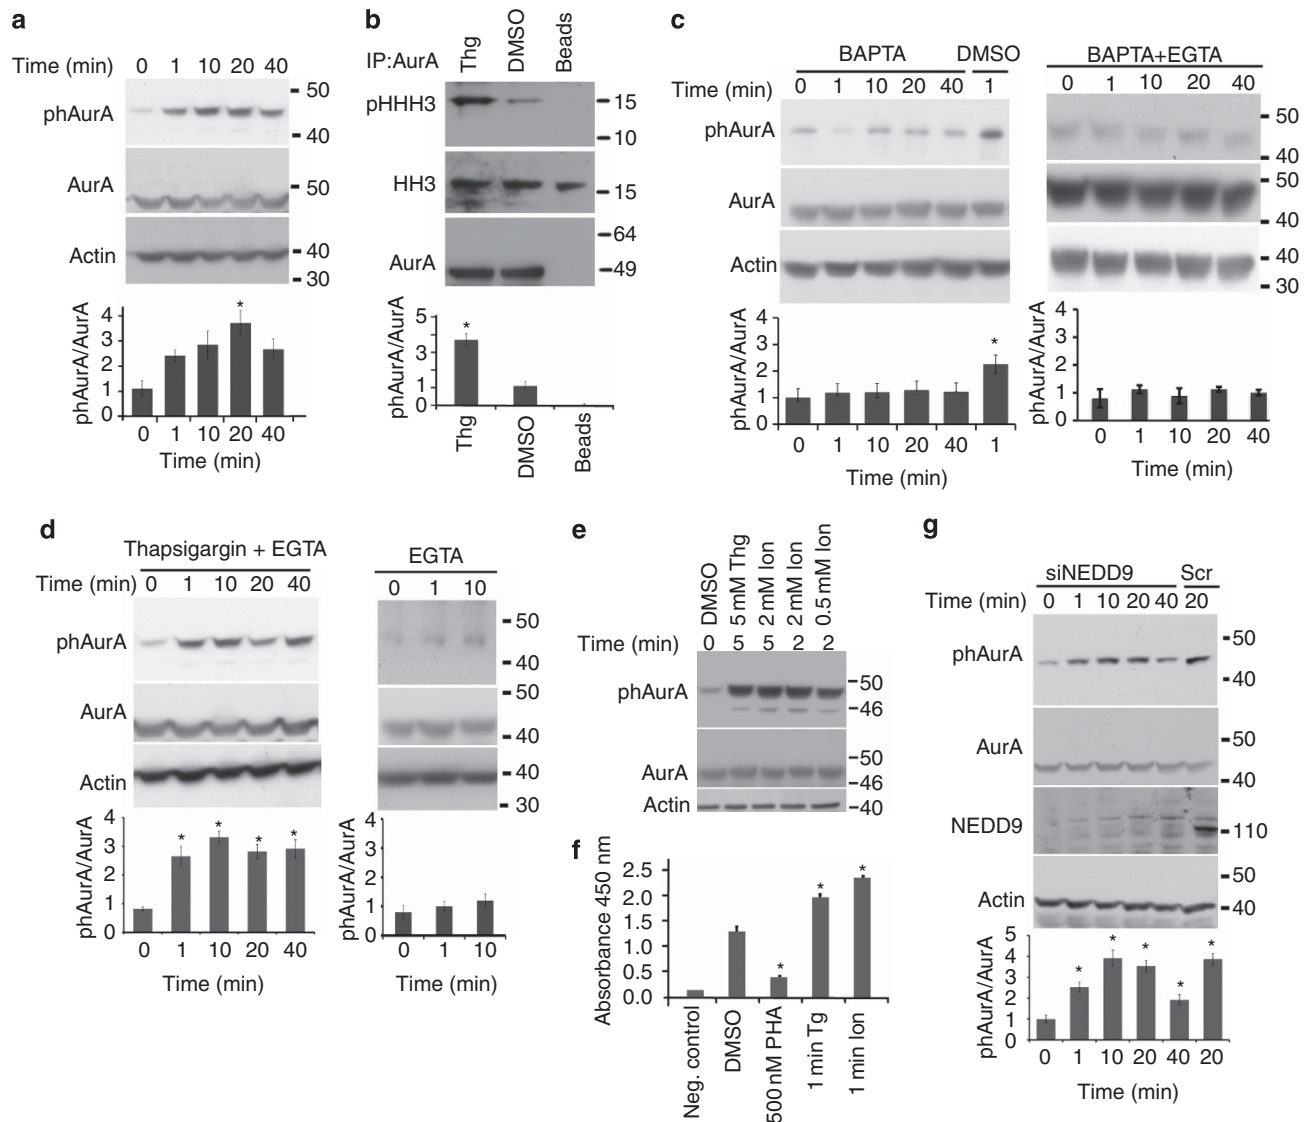 a
Time (min) 0 1 10 20 40
phAurA
50
40
AurA
50
Actin
40
30
phAurA/AurA
4
3
2
1
0
*
0 1 10 20 40
Time (min)
b
IP:AurA
Thg
DMSO
Beads
pHHH3
15
10
HH3
15
AurA
64
49
phAurA/AurA
5
3
1
0
*
Thg
DMSO
Beads
c
BAPTA DMSO
Time (min) 0 1 10 20 40 1
phAurA
AurA
Actin
phAurA/AurA
4
3
2
1
0
*
0 1 10 20 40 1
Time (min)
BAPTA+EGTA
0 1 10 20 40
50
40
50
40
40
30
phAurA/AurA
4
3
2
1
0
0 1 10 20 40
Time (min)
d
Thapsigargin + EGTA
Time (min) 0 1 10 20 40
phAurA
AurA
Actin
phAurA/AurA
4
3
2
1
0
* * * *
0 1 10 20 40
Time (min)
EGTA
0 1 10
50
40
50
40
40
30
phAurA/AurA
4
3
2
1
0
0 1 10
Time (min)
e
DMSO
5 mM Thg
2 mM Ion
2 mM Ion
0.5 mM Ion
Time (min) 0 5 5 2 2
phAurA
50
46
AurA
50
46
Actin
40
f
Absorbance 450 nm
2.5
2.0
1.5
1.0
0.5
0.0
* * *
Neg. control
DMSO
500 nM PHA
1 min Tg
1 min Ion
g
siNEDD9 Scr
Time (min) 0 1 10 20 40 20
phAurA
50
40
AurA
50
40
NEDD9
110
Actin
50
40
phAurA/AurA
5
4
3
2
1
0
* * * * *
0 1 10 20 40 20
Time (min)